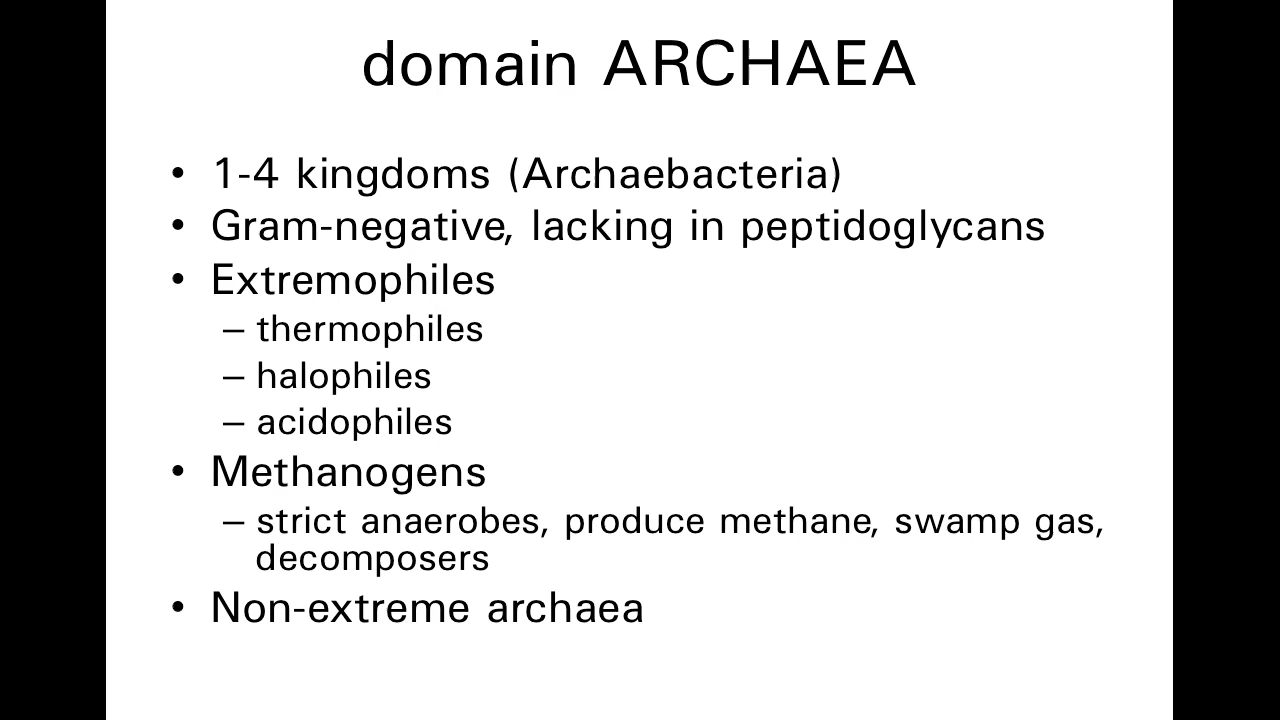 domain ARCHAEA
• 1-4 kingdoms (Archaebacteria)
• Gram-negative, lacking in peptidoglycans
• Extremophiles
– thermophiles
– halophiles
– acidophiles
• Methanogens
– strict anaerobes, produce methane, swamp gas,
decomposers
• Non-extreme archaea